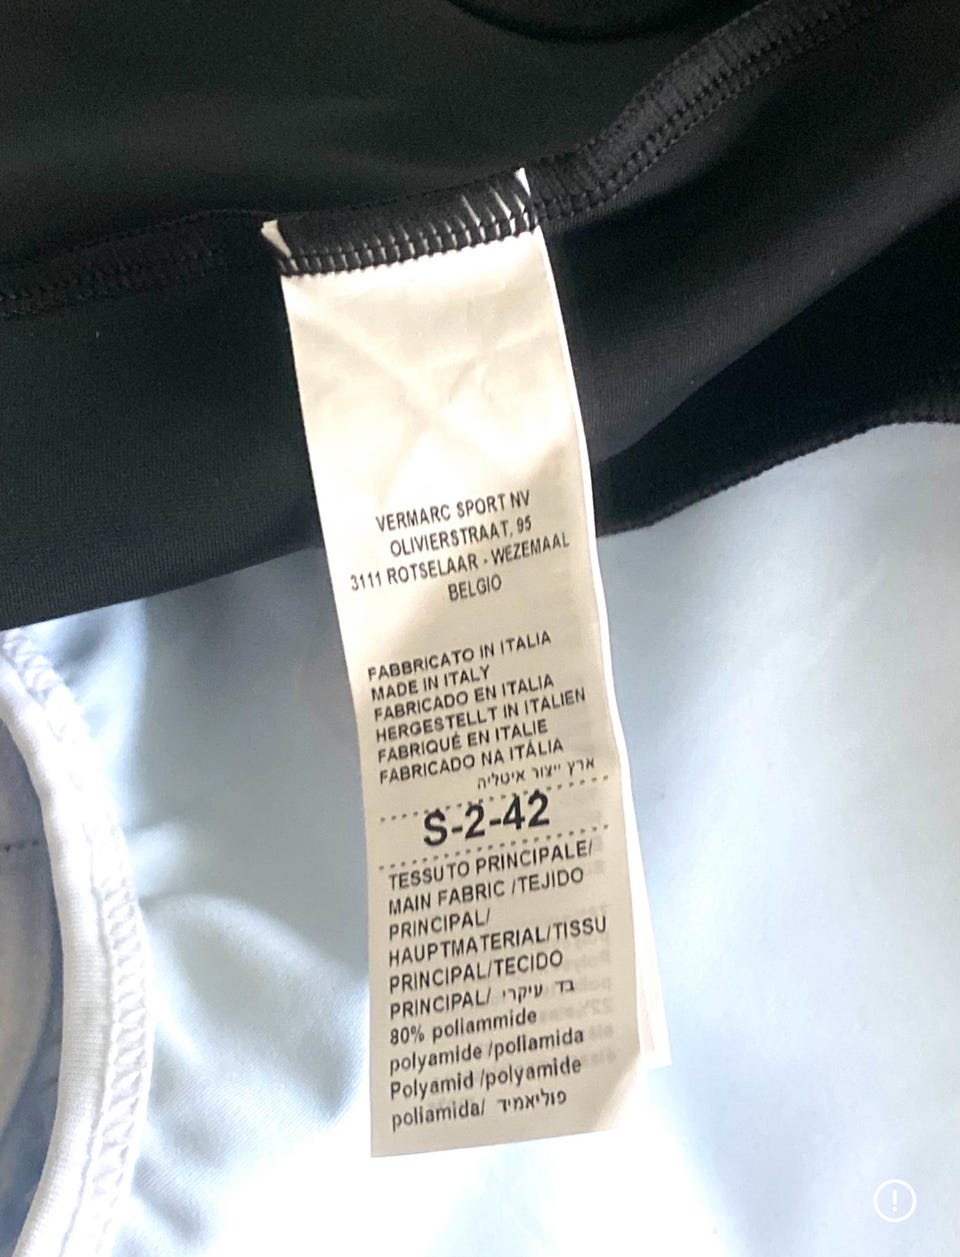 VERMARC SPORT NV
OLIVIERSTRAAT, 95
3111 ROTSELAAR - WEZEMAAL
BELGIO
FABBRICATO IN ITALIA
MADE IN ITALY
FABRICADO EN ITALIA
HERGESTELLT IN ITALIEN
FABRIQUÉ EN ITALIE
FABRICADO NA ITÁLIA
ארץ ייצור איטליה
S-2-42
TESSUTO PRINCIPALE/
MAIN FABRIC /TEJIDO
PRINCIPAL/
HAUPTMATERIAL/TISSU
PRINCIPAL/TECIDO
PRINCIPAL/ בד עיקרי
80% poliammide
polyamide /poliamida
Polyamid /polyamide
poliamida/ פוליאמיד